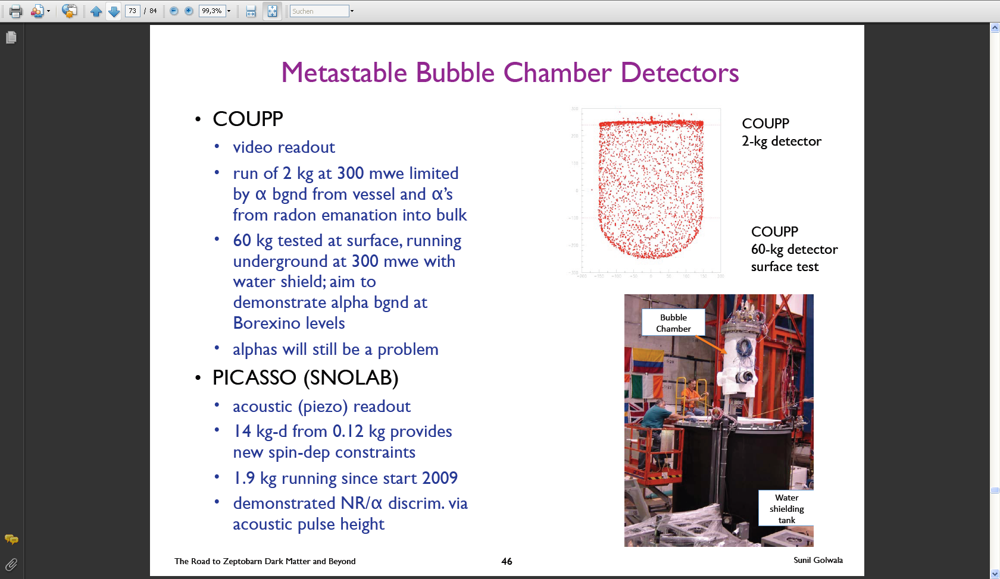 73 / 84
99,3%
Suchen
Metastable Bubble Chamber Detectors
• COUPP
• video readout
• run of 2 kg at 300 mwe limited
by α bgnd from vessel and α's
from radon emanation into bulk
• 60 kg tested at surface, running
underground at 300 mwe with
water shield; aim to
demonstrate alpha bgnd at
Borexino levels
• alphas will still be a problem
• PICASSO (SNOLAB)
• acoustic (piezo) readout
• 14 kg-d from 0.12 kg provides
new spin-dep constraints
• 1.9 kg running since start 2009
• demonstrated NR/α discrim. via
acoustic pulse height
300
200
100
0
-100
-200
-300
-200 -150 -100 -50 0 50 100 150 200
COUPP
2-kg detector
COUPP
60-kg detector
surface test
Bubble
Chamber
Water
shielding
tank
The Road to Zeptobarn Dark Matter and Beyond
46
Sunil Golwala